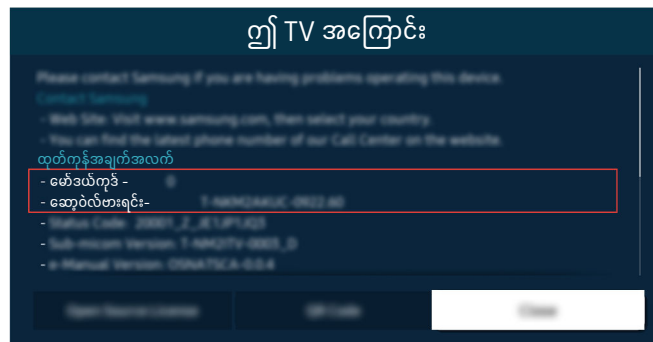 ဤ TV အကြောင်း
Please contact Samsung if you are having problems operating this device.
Contact Samsung
- Web Site: Visit www.samsung.com, then select your country.
- You can find the latest phone number of our Call Center on the website.
ထုတ်ကုန်အချက်အလက်
- မော်ဒယ်ကုဒ် - 0
- ဆော့ဝဲလ်ဗားရင်း- T-NKM2AKUC-0922.60
- Status Code:
- Sub-micom Version:
- e-Manual Version:
Open Source License
QR Code
Close